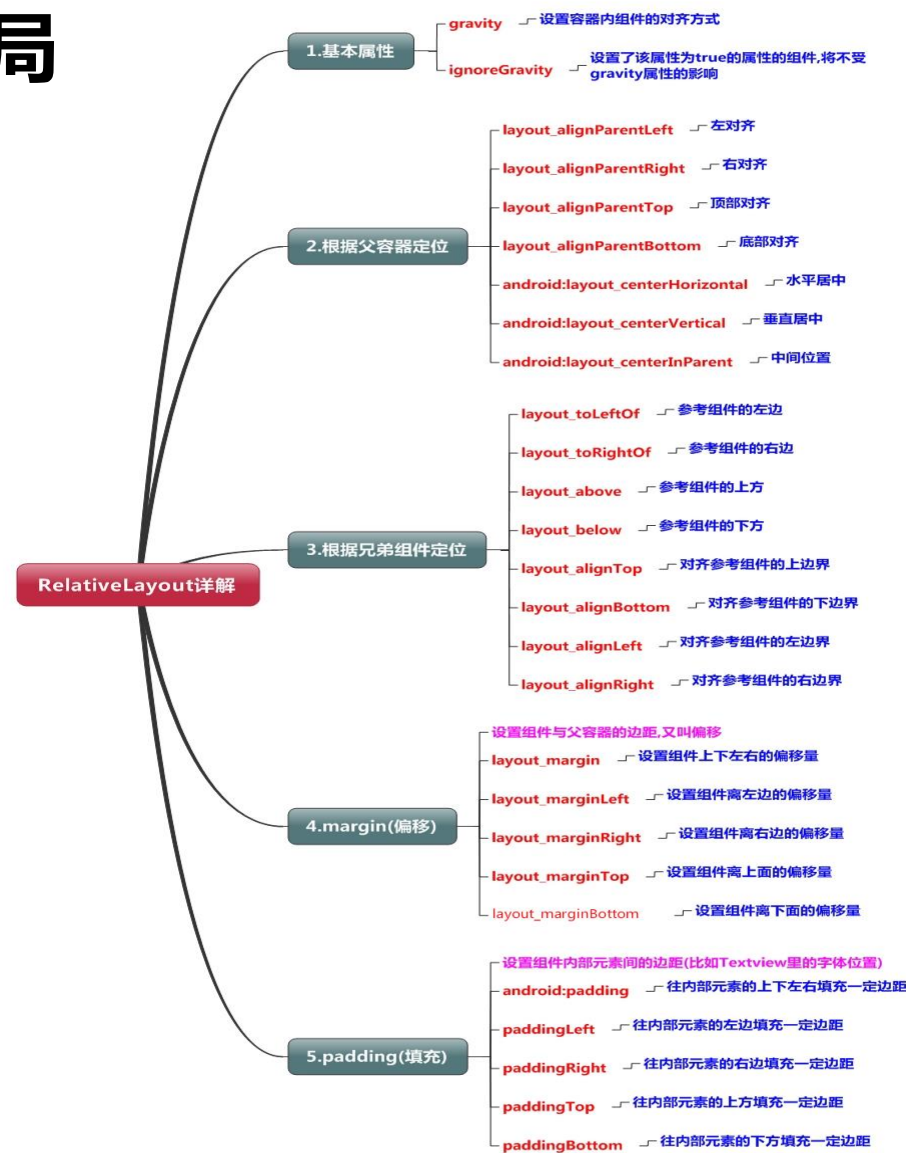 局
RelativeLayout详解
1.基本属性
gravity 设置容器内组件的对齐方式
ignoreGravity 设置了该属性为true的属性的组件,将不受
gravity属性的影响
2.根据父容器定位
layout_alignParentLeft 左对齐
layout_alignParentRight 右对齐
layout_alignParentTop 顶部对齐
layout_alignParentBottom 底部对齐
android:layout_centerHorizontal 水平居中
android:layout_centerVertical 垂直居中
android:layout_centerInParent 中间位置
3.根据兄弟组件定位
layout_toLeftOf 参考组件的左边
layout_toRightOf 参考组件的右边
layout_above 参考组件的上方
layout_below 参考组件的下方
layout_alignTop 对齐参考组件的上边界
layout_alignBottom 对齐参考组件的下边界
layout_alignLeft 对齐参考组件的左边界
layout_alignRight 对齐参考组件的右边界
4.margin(偏移)
设置组件与父容器的边距,又叫偏移
layout_margin 设置组件上下左右的偏移量
layout_marginLeft 设置组件离左边的偏移量
layout_marginRight 设置组件离右边的偏移量
layout_marginTop 设置组件离上面的偏移量
layout_marginBottom 设置组件离下面的偏移量
5.padding(填充)
设置组件内部元素间的边距(比如Textview里的字体位置)
android:padding 往内部元素的上下左右填充一定边距
paddingLeft 往内部元素的左边填充一定边距
paddingRight 往内部元素的右边填充一定边距
paddingTop 往内部元素的上方填充一定边距
paddingBottom 往内部元素的下方填充一定边距